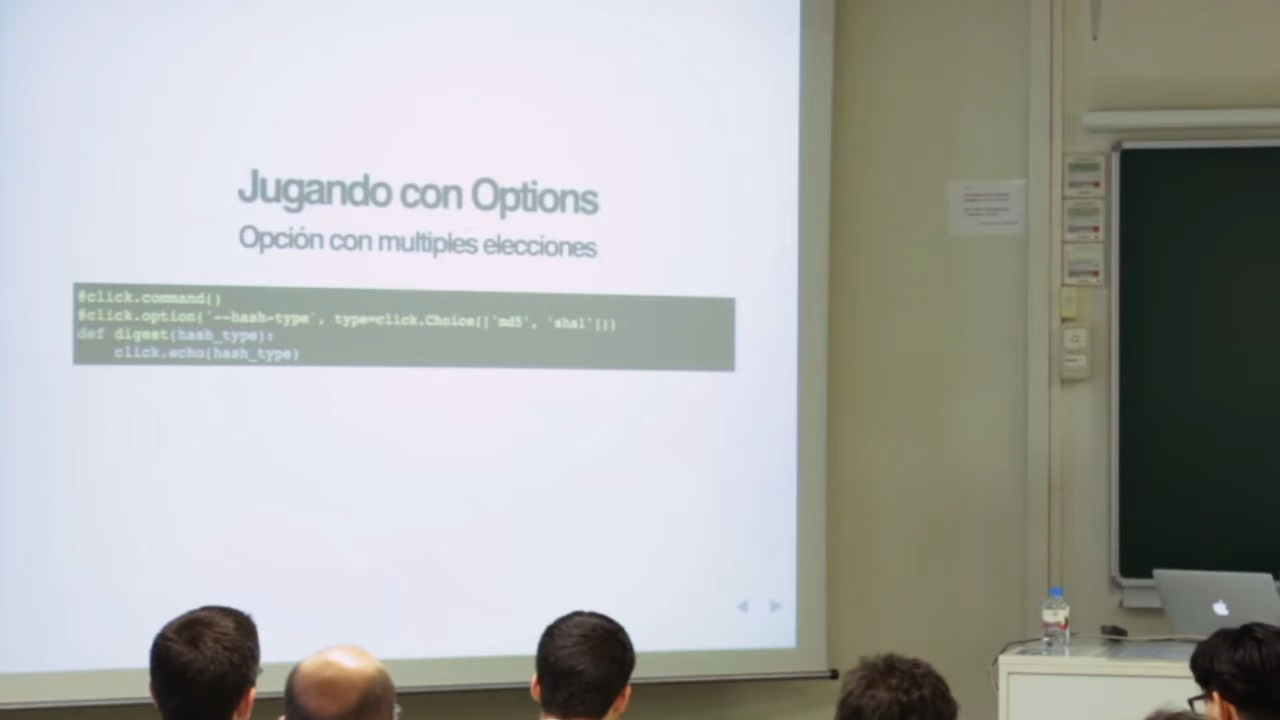 Jugando con Options
Opción con multiples elecciones
@click.command()
@click.option('--hash-type', type=click.Choice(['md5', 'sha1']))
def digest(hash_type):
    click.echo(hash_type)